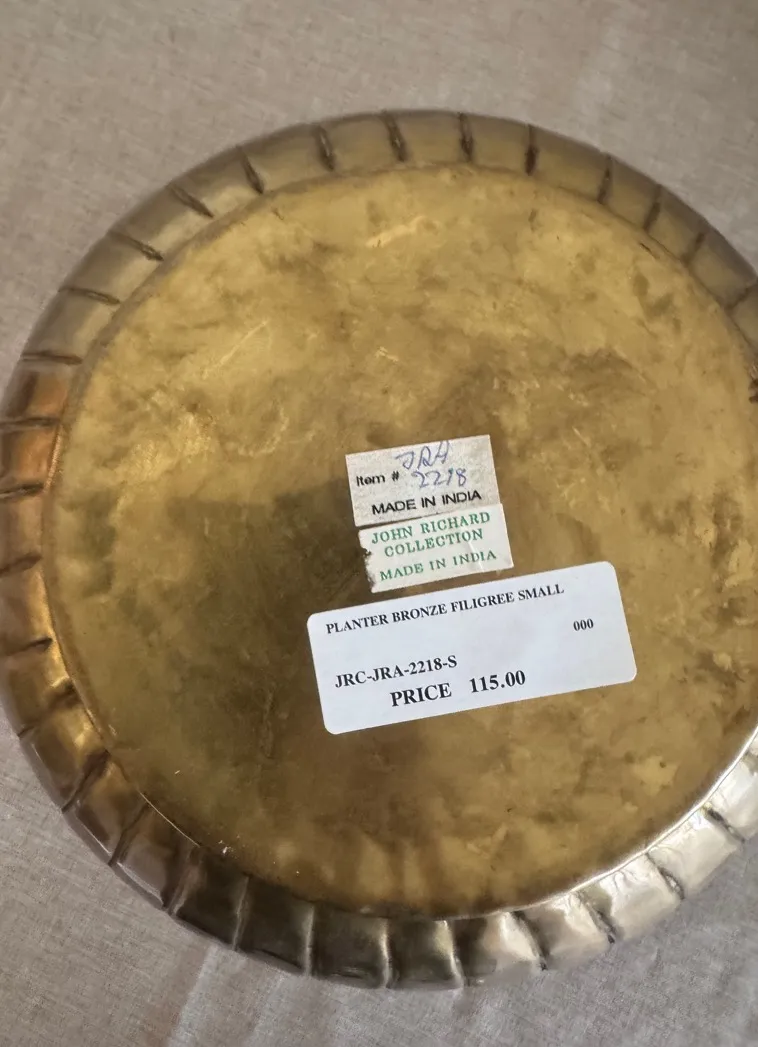 JRA
Item # 2218
MADE IN INDIA
JOHN RICHARD
COLLECTION
MADE IN INDIA
PLANTER BRONZE FILIGREE SMALL
000
JRC-JRA-2218-S
PRICE 115.00